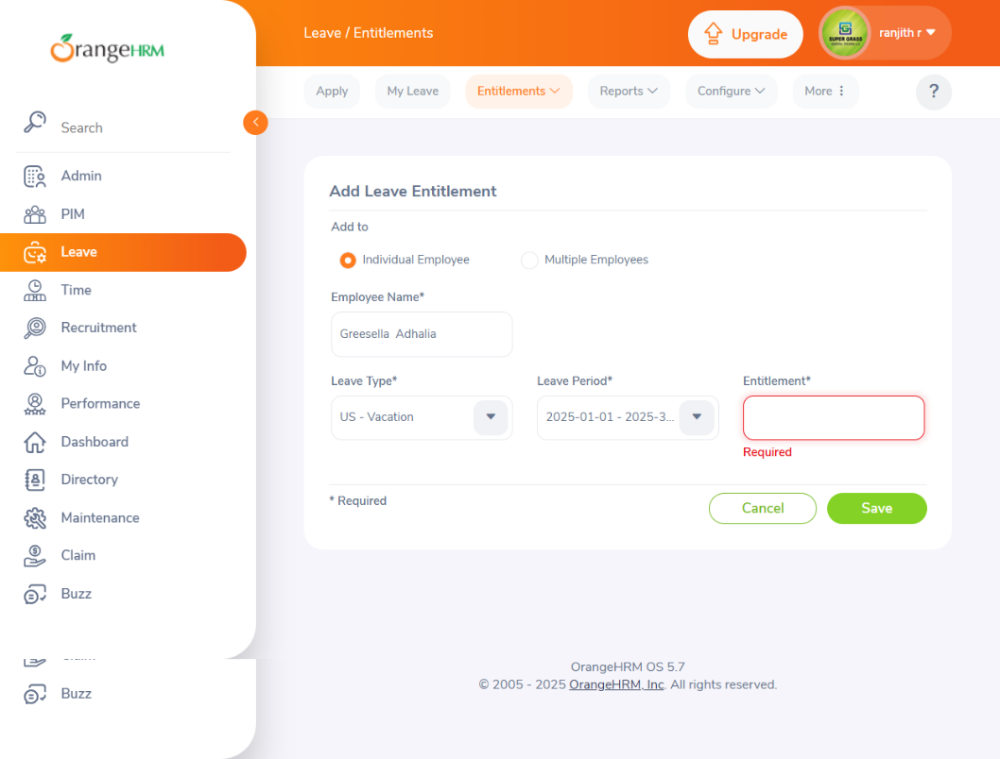 OrangeHRM
Leave / Entitlements
Upgrade
SUPER GRASS
ranjith r
Apply
My Leave
Entitlements
Reports
Configure
More
?
Search
Admin
PIM
Leave
Time
Recruitment
My Info
Performance
Dashboard
Directory
Maintenance
Claim
Buzz
Buzz
Add Leave Entitlement
Add to
Individual Employee
Multiple Employees
Employee Name*
Greesella Adhalia
Leave Type*
Leave Period*
Entitlement*
US - Vacation
2025-01-01 - 2025-3...
Required
* Required
Cancel
Save
OrangeHRM OS 5.7
© 2005 - 2025 OrangeHRM, Inc. All rights reserved.